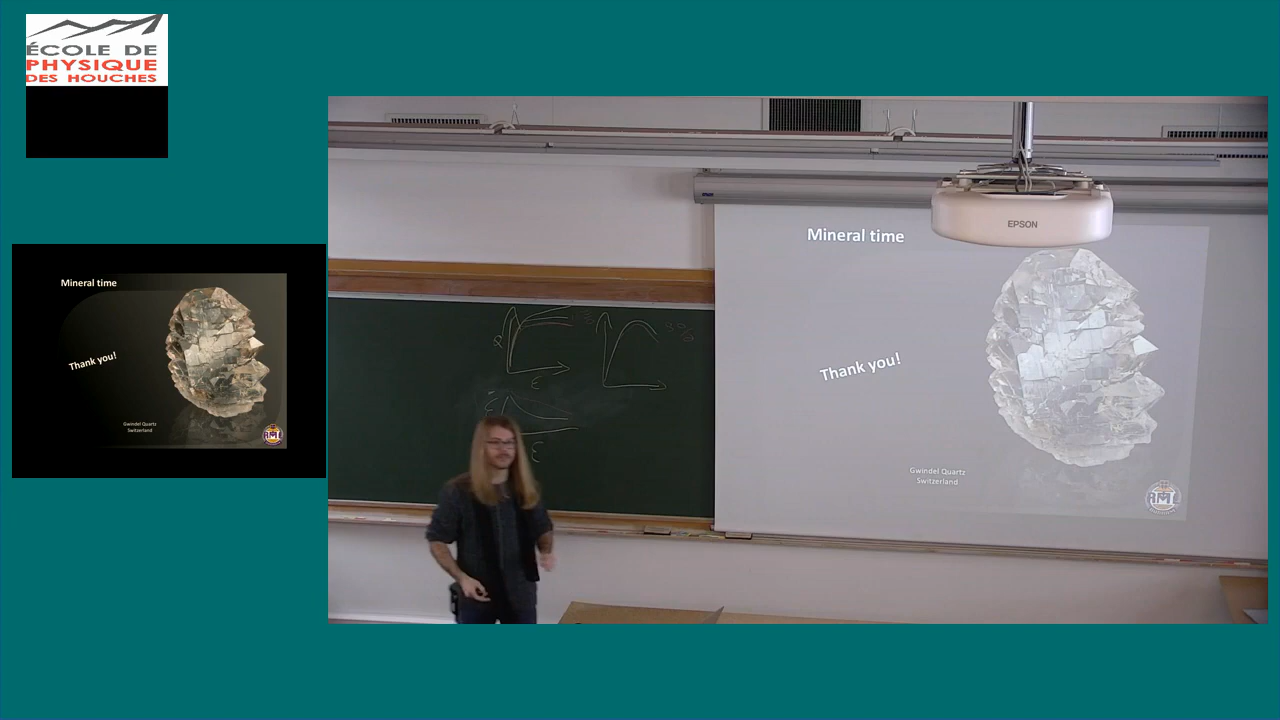 ÉCOLE DE
PHYSIQUE
DES HOUCHES
Mineral time
Thank you!
Gwindel Quartz
Switzerland
EPSON
Mineral time
Thank you!
Gwindel Quartz
Switzerland